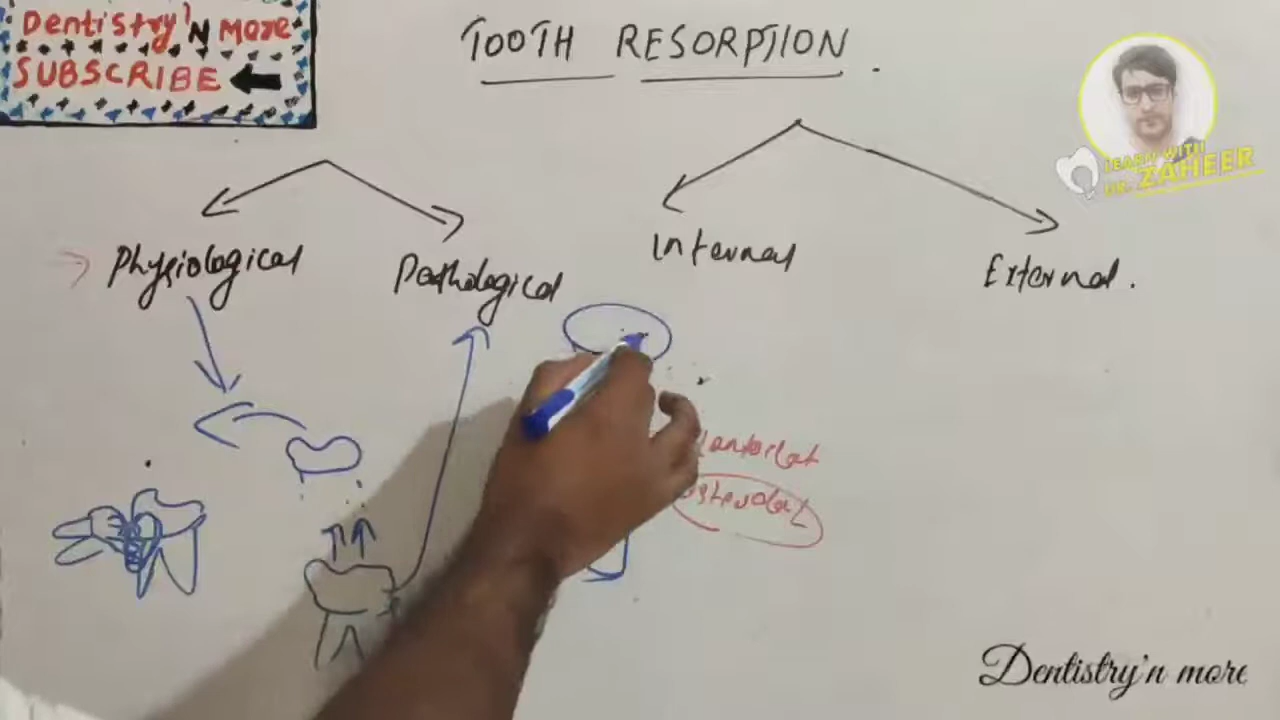 Dentistry'N more
SUBSCRIBE
TOOTH RESORPTION
LEARN WITH
DR. ZAHEER
Physiological
Pathological
Internal
External.
Dentistry'n more